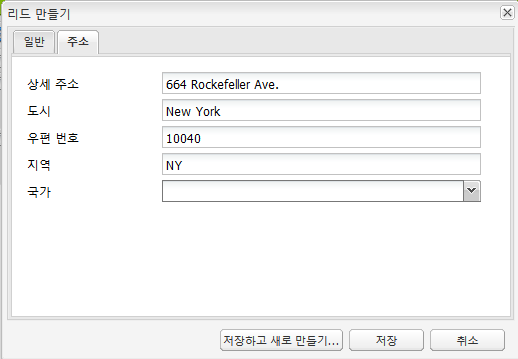 리드 만들기
일반 주소
상세 주소 664 Rockefeller Ave.
도시 New York
우편 번호 10040
지역 NY
국가
저장하고 새로 만들기... 저장 취소